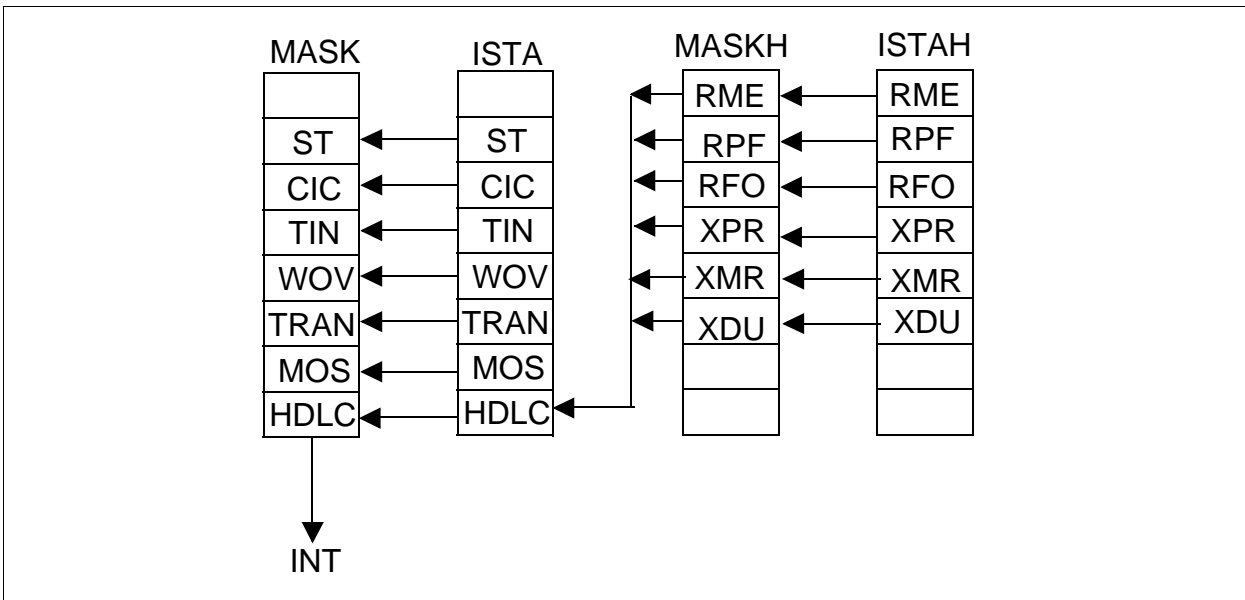 MASK ISTA MASKH ISTAH
RME RME
ST ST RPF RPF
CIC CIC RFO RFO
TIN TIN XPR XPR
WOV WOV XMR XMR
TRAN TRAN XDU XDU
MOS MOS
HDLC HDLC
INT